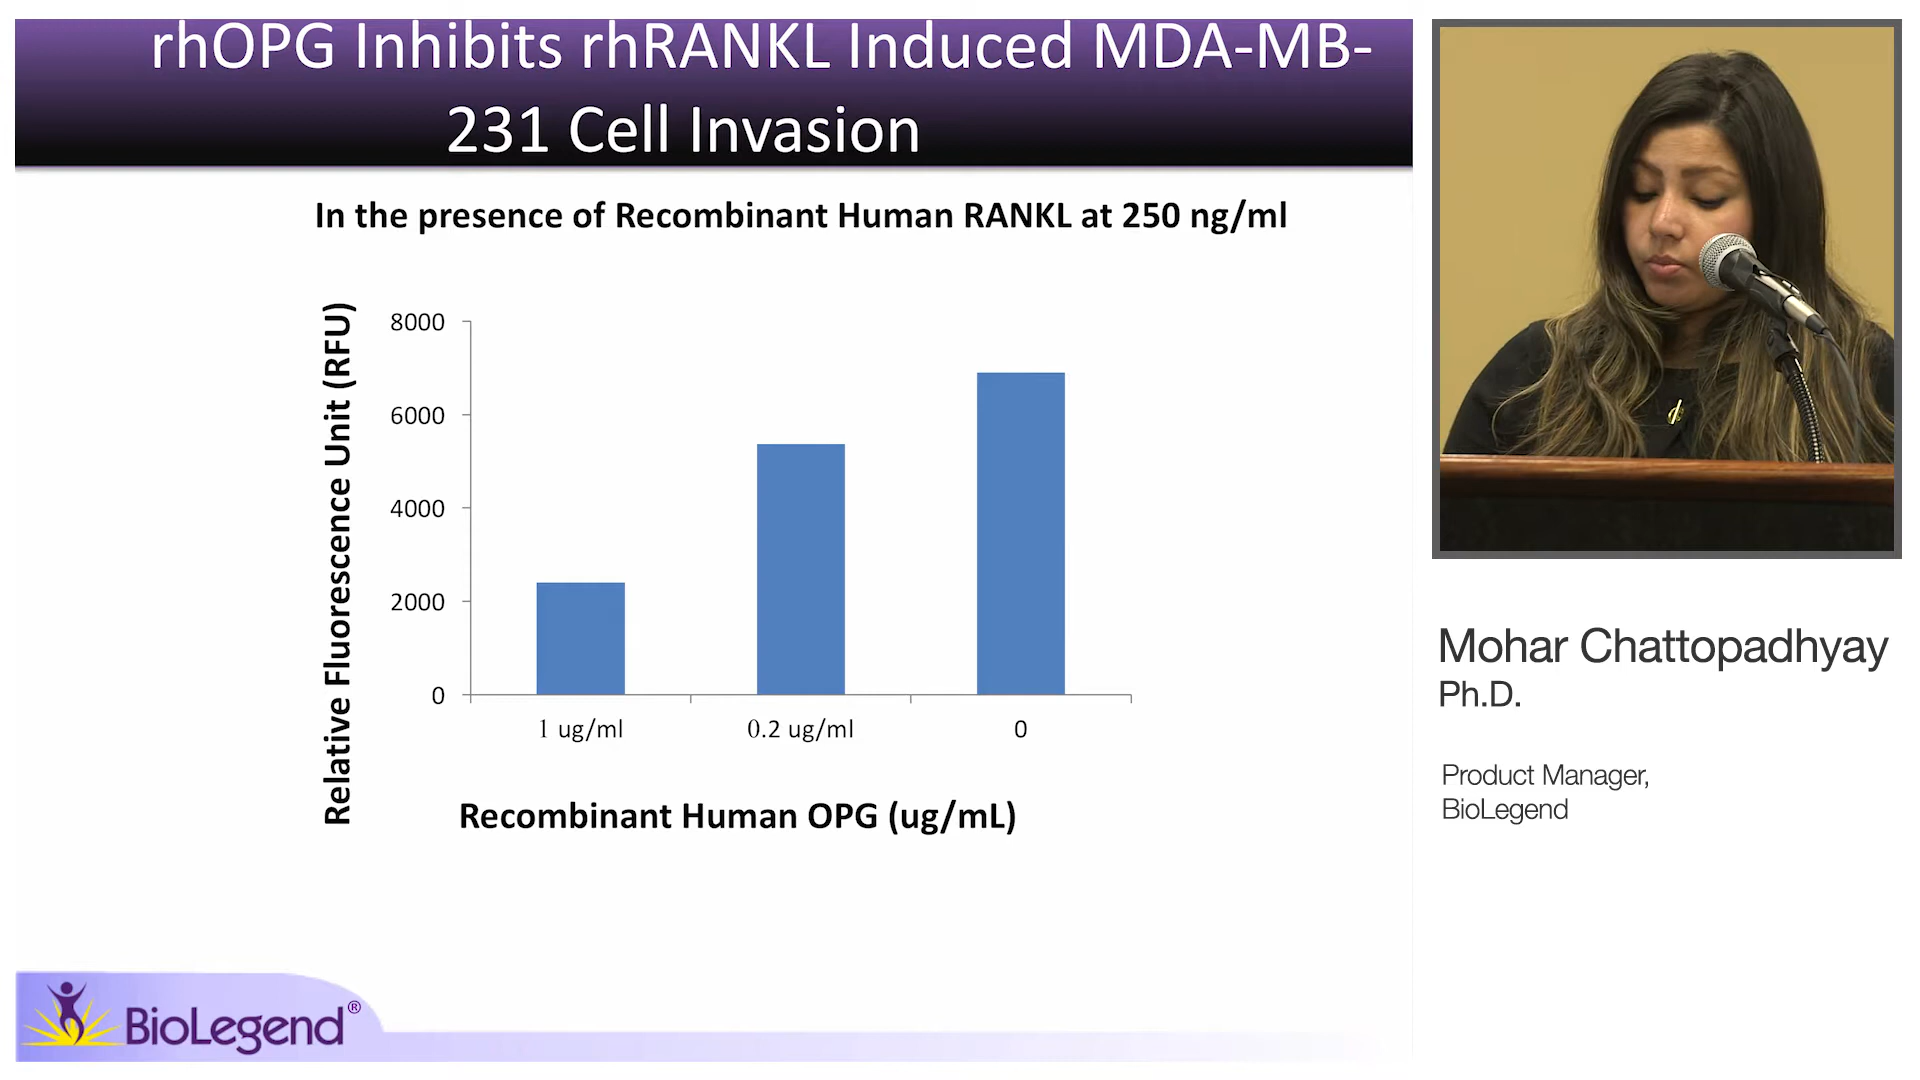 rhOPG Inhibits rhRANKL Induced MDA-MB-
231 Cell Invasion
In the presence of Recombinant Human RANKL at 250 ng/ml
Relative Fluorescence Unit (RFU)
8000
6000
4000
2000
0
1 ug/ml 0.2 ug/ml 0
Recombinant Human OPG (ug/mL)
BioLegend®
Mohar Chattopadhyay
Ph.D.
Product Manager,
BioLegend